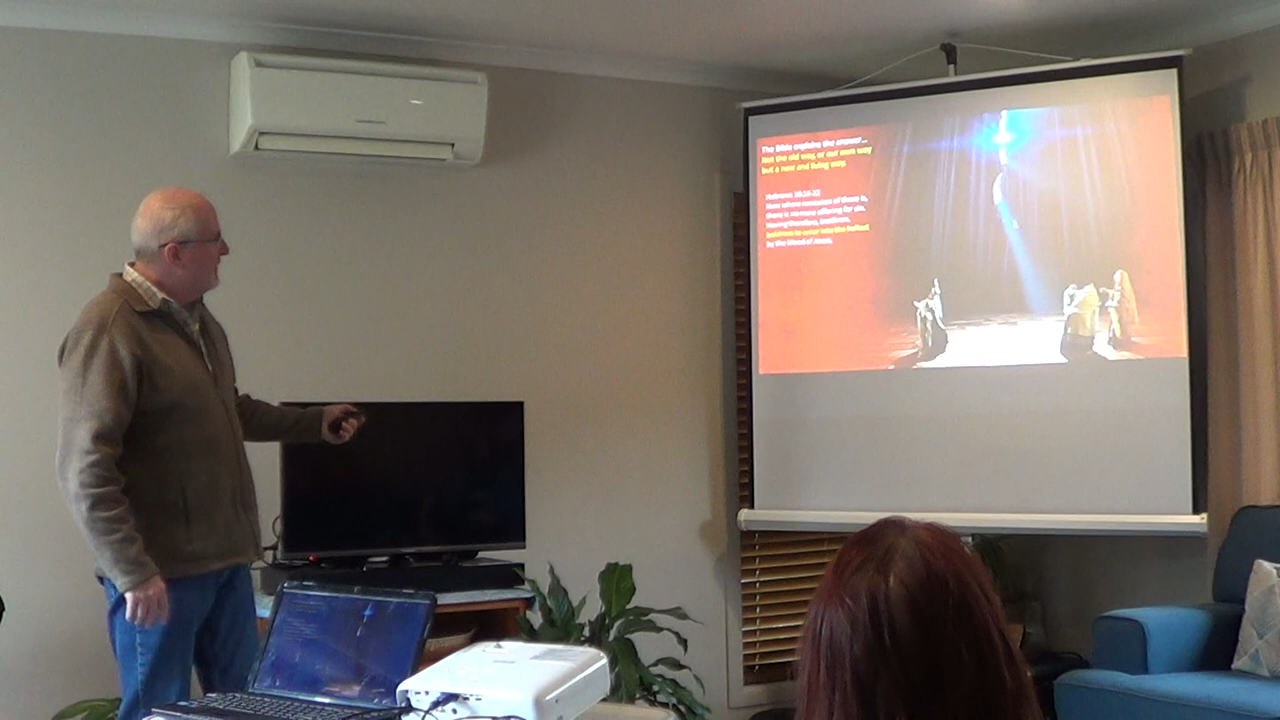 The Bible explains the answer...
Not the old way, or our own way
but a new and living way.
Hebrews 10:18-22
Now where remission of these is,
there is no more offering for sin.
Having therefore, brethren,
boldness to enter into the holiest
by the blood of Jesus,